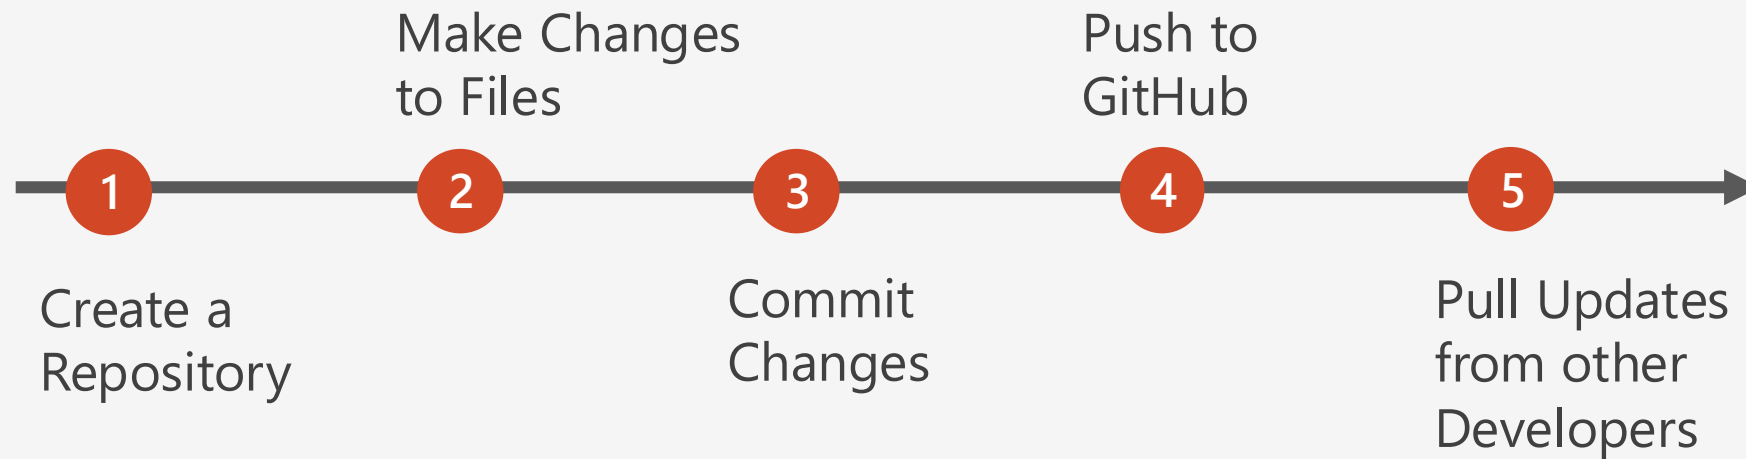 Make Changes
to Files
Push to
GitHub
1
2
3
4
5
Create a
Repository
Commit
Changes
Pull Updates
from other
Developers